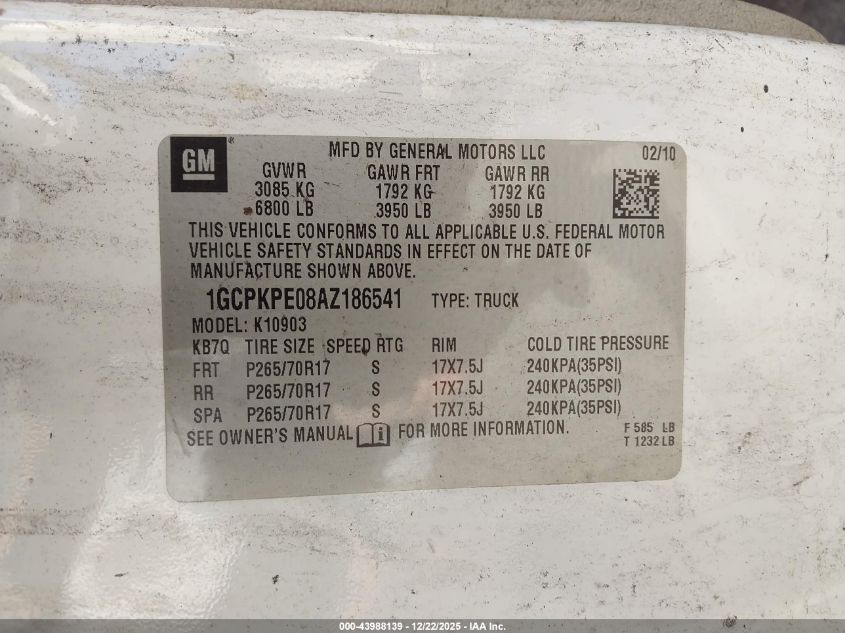 GM
MFD BY GENERAL MOTORS LLC 02/10
GVWR GAWR FRT GAWR RR
3085 KG 1792 KG 1792 KG
6800 LB 3950 LB 3950 LB
THIS VEHICLE CONFORMS TO ALL APPLICABLE U.S. FEDERAL MOTOR
VEHICLE SAFETY STANDARDS IN EFFECT ON THE DATE OF
MANUFACTURE SHOWN ABOVE.
1GCPKPE08AZ186541 TYPE: TRUCK
MODEL: K10903
KB7Q TIRE SIZE SPEED RTG RIM COLD TIRE PRESSURE
FRT P265/70R17 S 17X7.5J 240KPA(35PSI)
RR P265/70R17 S 17X7.5J 240KPA(35PSI)
SPA P265/70R17 S 17X7.5J 240KPA(35PSI)
SEE OWNER'S MANUAL FOR MORE INFORMATION.
F 585 LB
T 1232 LB
000-43988139 - 12/22/2025 - IAA Inc.